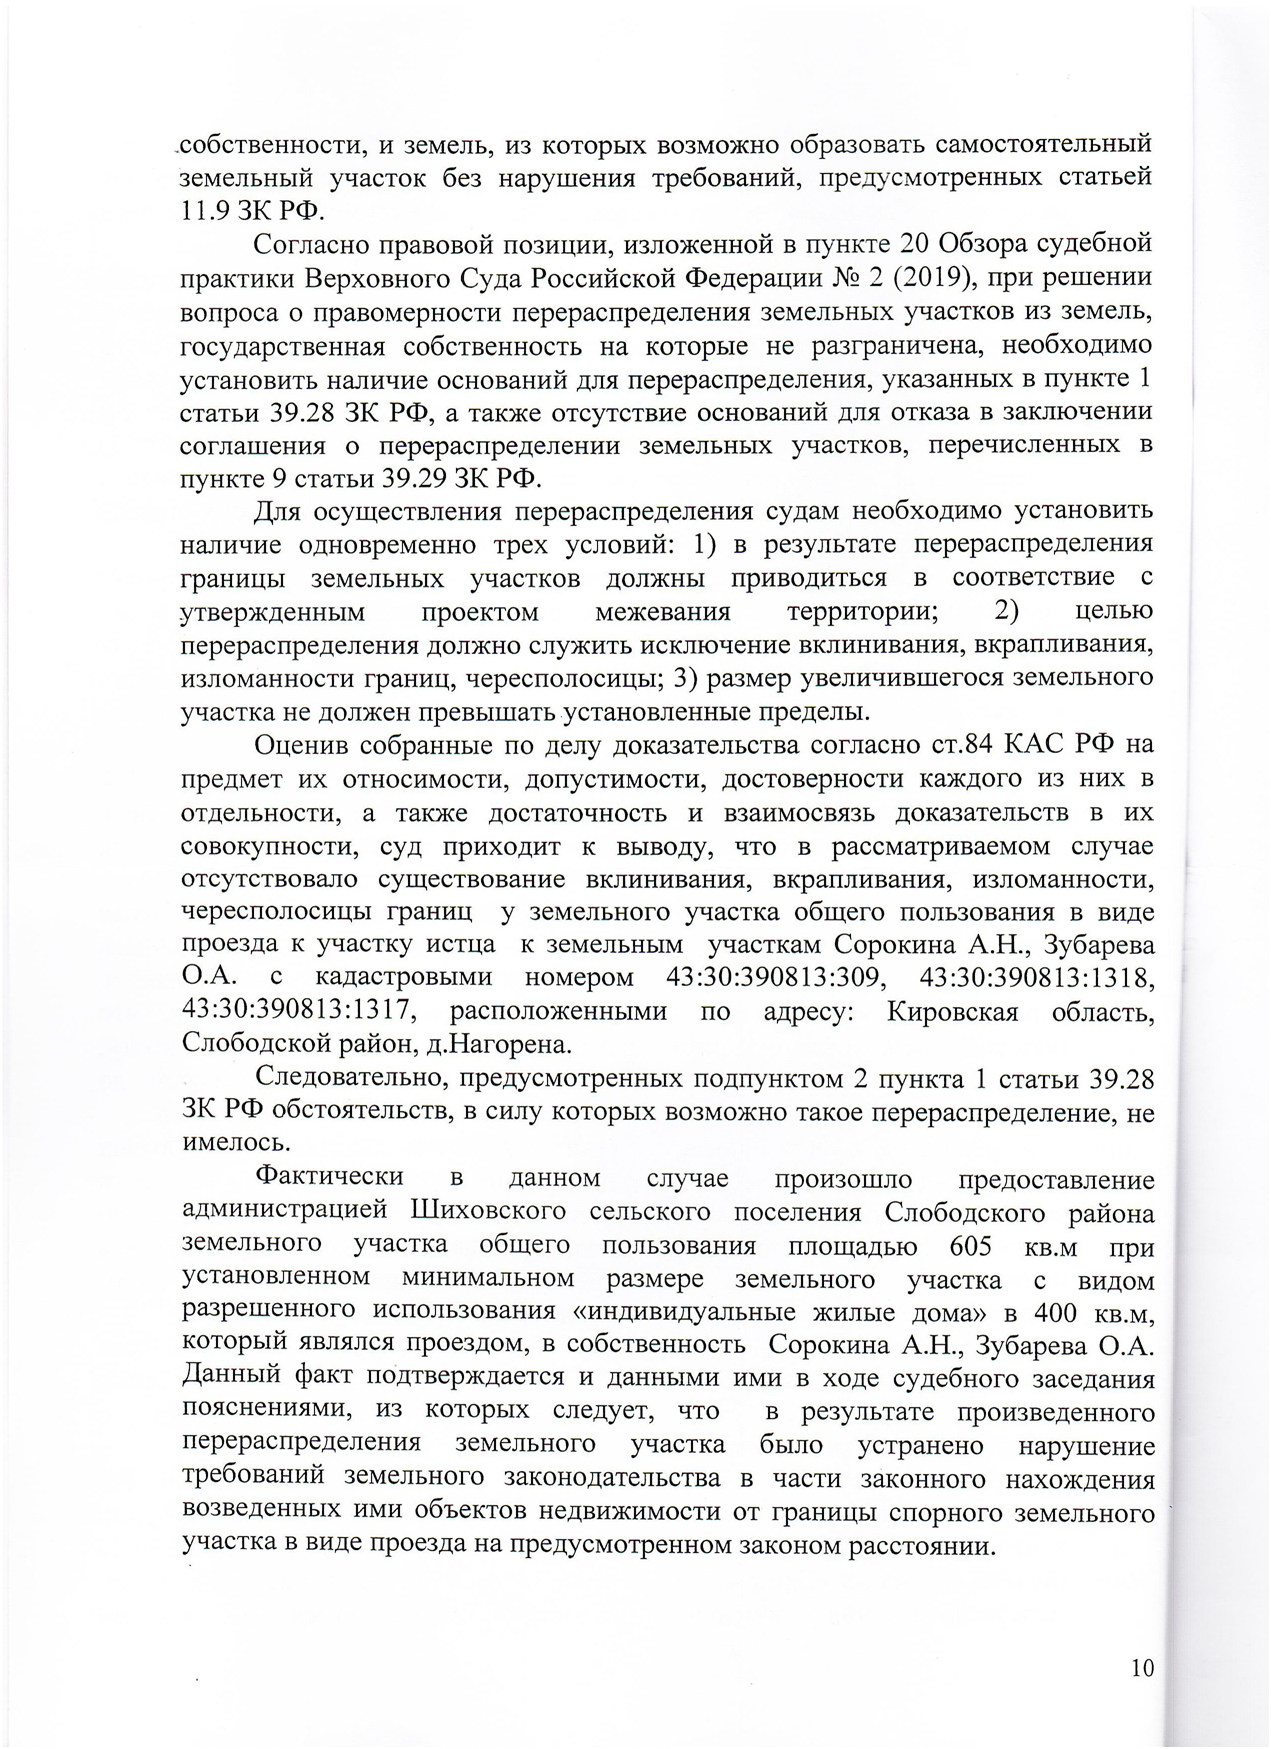 собственности, и земель, из которых возможно образовать самостоятельный
земельный участок без нарушения требований, предусмотренных статьей
11.9 ЗК РФ.
Согласно правовой позиции, изложенной в пункте 20 Обзора судебной
практики Верховного Суда Российской Федерации № 2 (2019), при решении
вопроса о правомерности перераспределения земельных участков из земель,
государственная собственность на которые не разграничена, необходимо
установить наличие оснований для перераспределения, указанных в пункте 1
статьи 39.28 ЗК РФ, а также отсутствие оснований для отказа в заключении
соглашения о перераспределении земельных участков, перечисленных в
пункте 9 статьи 39.29 ЗК РФ.
Для осуществления перераспределения судам необходимо установить
наличие одновременно трех условий: 1) в результате перераспределения
границы земельных участков должны приводиться в соответствие с
утвержденным проектом межевания территории; 2) целью
перераспределения должно служить исключение вклинивания, вкрапливания,
изломанности границ, чересполосицы; 3) размер увеличившегося земельного
участка не должен превышать установленные пределы.
Оценив собранные по делу доказательства согласно ст.84 КАС РФ на
предмет их относимости, допустимости, достоверности каждого из них в
отдельности, а также достаточность и взаимосвязь доказательств в их
совокупности, суд приходит к выводу, что в рассматриваемом случае
отсутствовало существование вклинивания, вкрапливания, изломанности,
чересполосицы границ у земельного участка общего пользования в виде
проезда к участку истца к земельным участкам Сорокина А.Н., Зубарева
О.А. с кадастровыми номером 43:30:390813:309, 43:30:390813:1318,
43:30:390813:1317, расположенными по адресу: Кировская область,
Слободской район, д.Нагорена.
Следовательно, предусмотренных подпунктом 2 пункта 1 статьи 39.28
ЗК РФ обстоятельств, в силу которых возможно такое перераспределение, не
имелось.
Фактически в данном случае произошло предоставление
администрацией Шиховского сельского поселения Слободского района
земельного участка общего пользования площадью 605 кв.м при
установленном минимальном размере земельного участка с видом
разрешенного использования «индивидуальные жилые дома» в 400 кв.м,
который являлся проездом, в собственность Сорокина А.Н., Зубарева О.А.
Данный факт подтверждается и данными ими в ходе судебного заседания
пояснениями, из которых следует, что в результате произведенного
перераспределения земельного участка было устранено нарушение
требований земельного законодательства в части законного нахождения
возведенных ими объектов недвижимости от границы спорного земельного
участка в виде проезда на предусмотренном законом расстоянии.
10